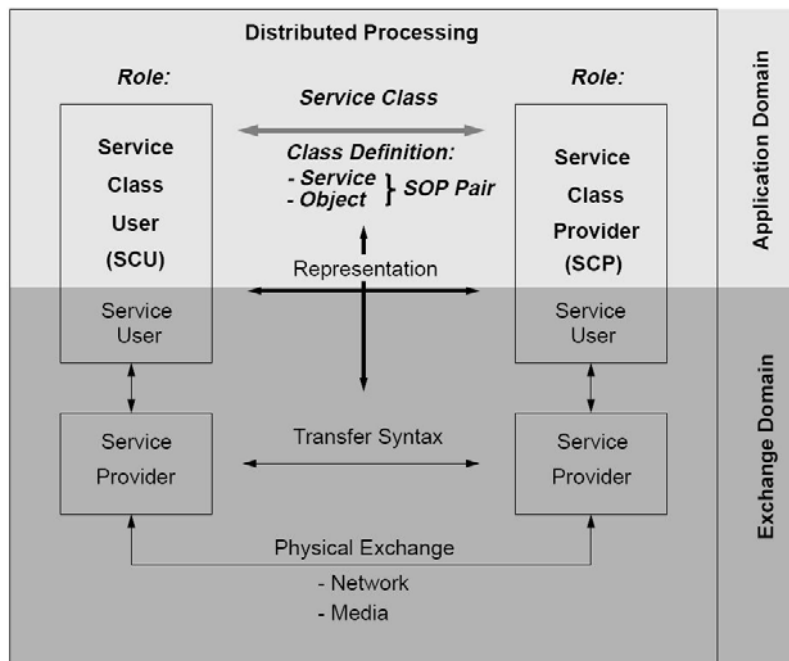 Distributed Processing
Role:
Role:
Service Class
Service
Class
User
(SCU)
Class Definition:
- Service
- Object
SOP Pair
Service
Class
Provider
(SCP)
Representation
Service
User
Service
User
Service
Provider
Transfer Syntax
Service
Provider
Physical Exchange
- Network
- Media
Application Domain
Exchange Domain